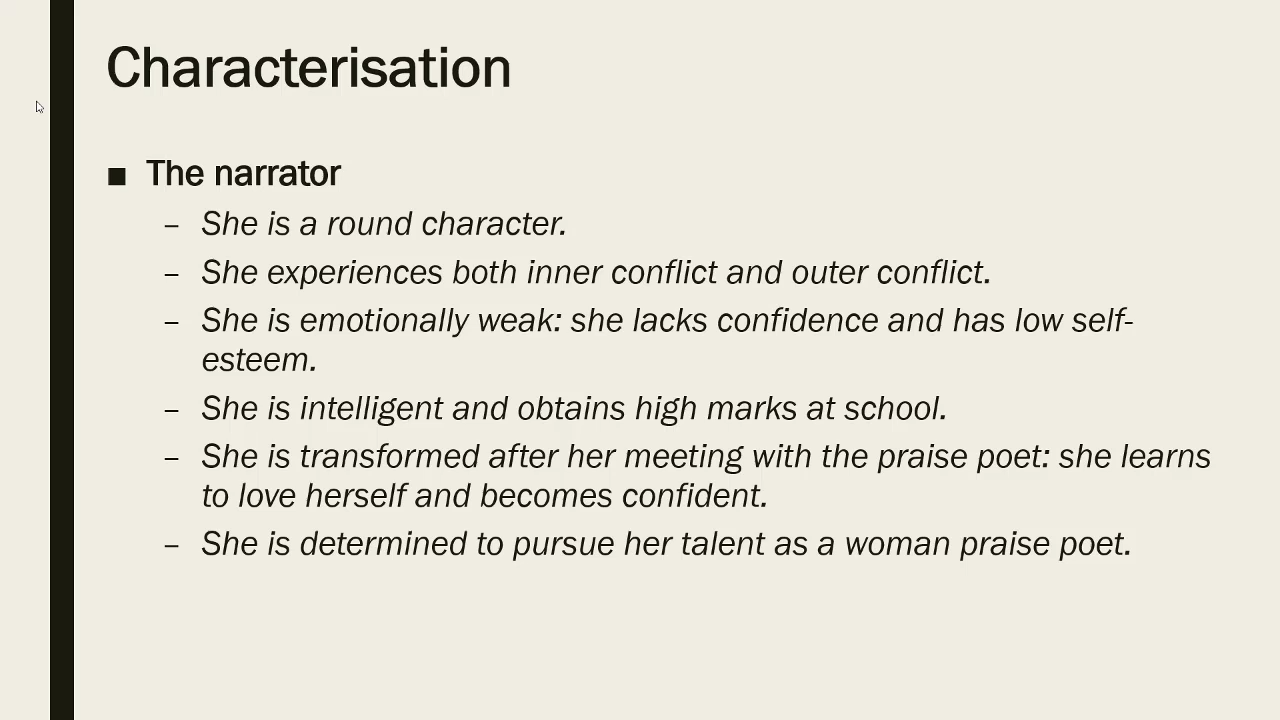 Characterisation
■ The narrator
– She is a round character.
– She experiences both inner conflict and outer conflict.
– She is emotionally weak: she lacks confidence and has low self-
esteem.
– She is intelligent and obtains high marks at school.
– She is transformed after her meeting with the praise poet: she learns
to love herself and becomes confident.
– She is determined to pursue her talent as a woman praise poet.